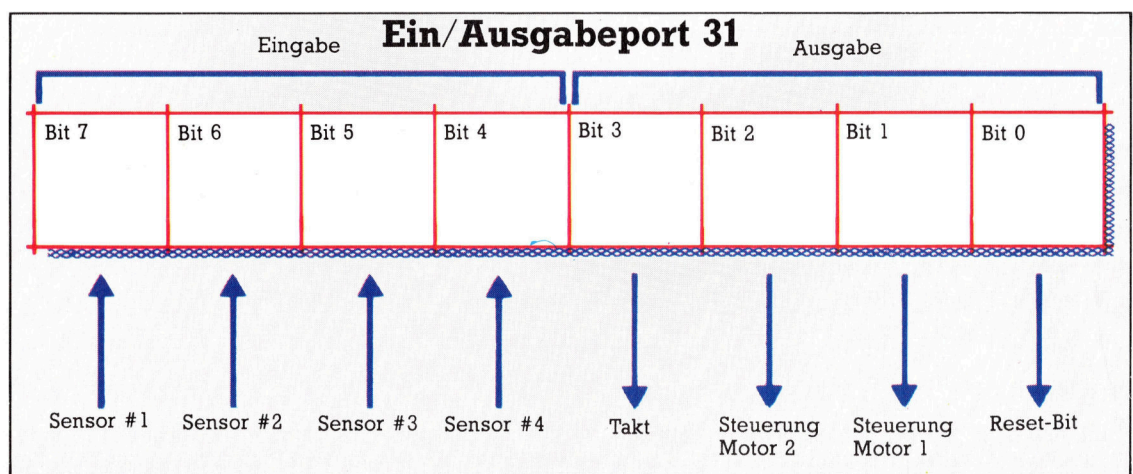 Ein/Ausgabeport 31
Eingabe
Ausgabe
Bit 7
Bit 6
Bit 5
Bit 4
Bit 3
Bit 2
Bit 1
Bit 0
Sensor #1
Sensor #2
Sensor #3
Sensor #4
Takt
Steuerung
Motor 2
Steuerung
Motor 1
Reset-Bit